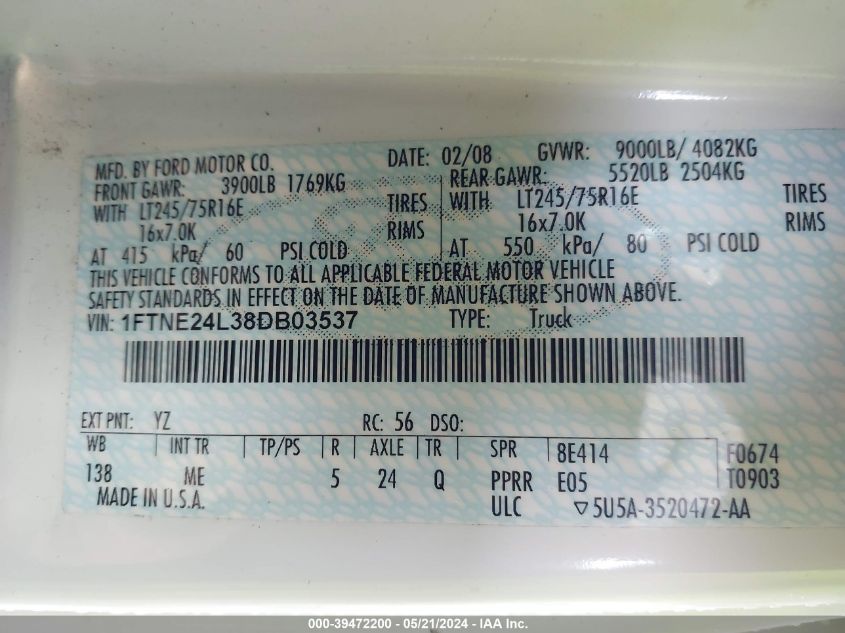 MFD. BY FORD MOTOR CO. DATE: 02/08 GVWR: 9000LB/ 4082KG
FRONT GAWR: 3900LB 1769KG REAR GAWR: 5520LB 2504KG
WITH LT245/75R16E TIRES WITH LT245/75R16E TIRES
16x7.0K RIMS 16x7.0K RIMS
AT 415 kPa/ 60 PSI COLD AT 550 kPa/ 80 PSI COLD
THIS VEHICLE CONFORMS TO ALL APPLICABLE FEDERAL MOTOR VEHICLE
SAFETY STANDARDS IN EFFECT ON THE DATE OF MANUFACTURE SHOWN ABOVE.
VIN: 1FTNE24L38DB03537 TYPE: Truck
EXT PNT: YZ RC: 56 DSO:
WB INT TR TP/PS R AXLE TR SPR 8E414 F0674
138 ME 5 24 Q PPRR E05 T0903
MADE IN U.S.A. ULC ▽5U5A-3520472-AA
000-39472200 - 05/21/2024 - IAA Inc.